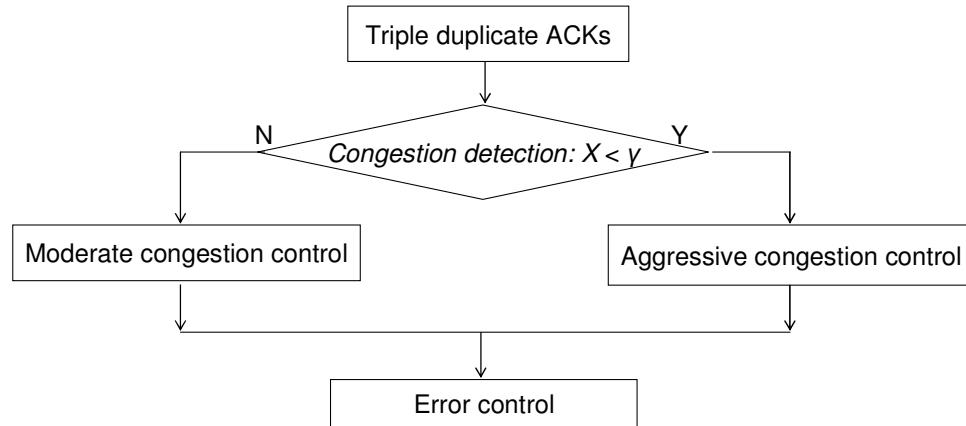 Triple duplicate ACKs
N
Y
Congestion detection: X < γ
Moderate congestion control
Aggressive congestion control
Error control